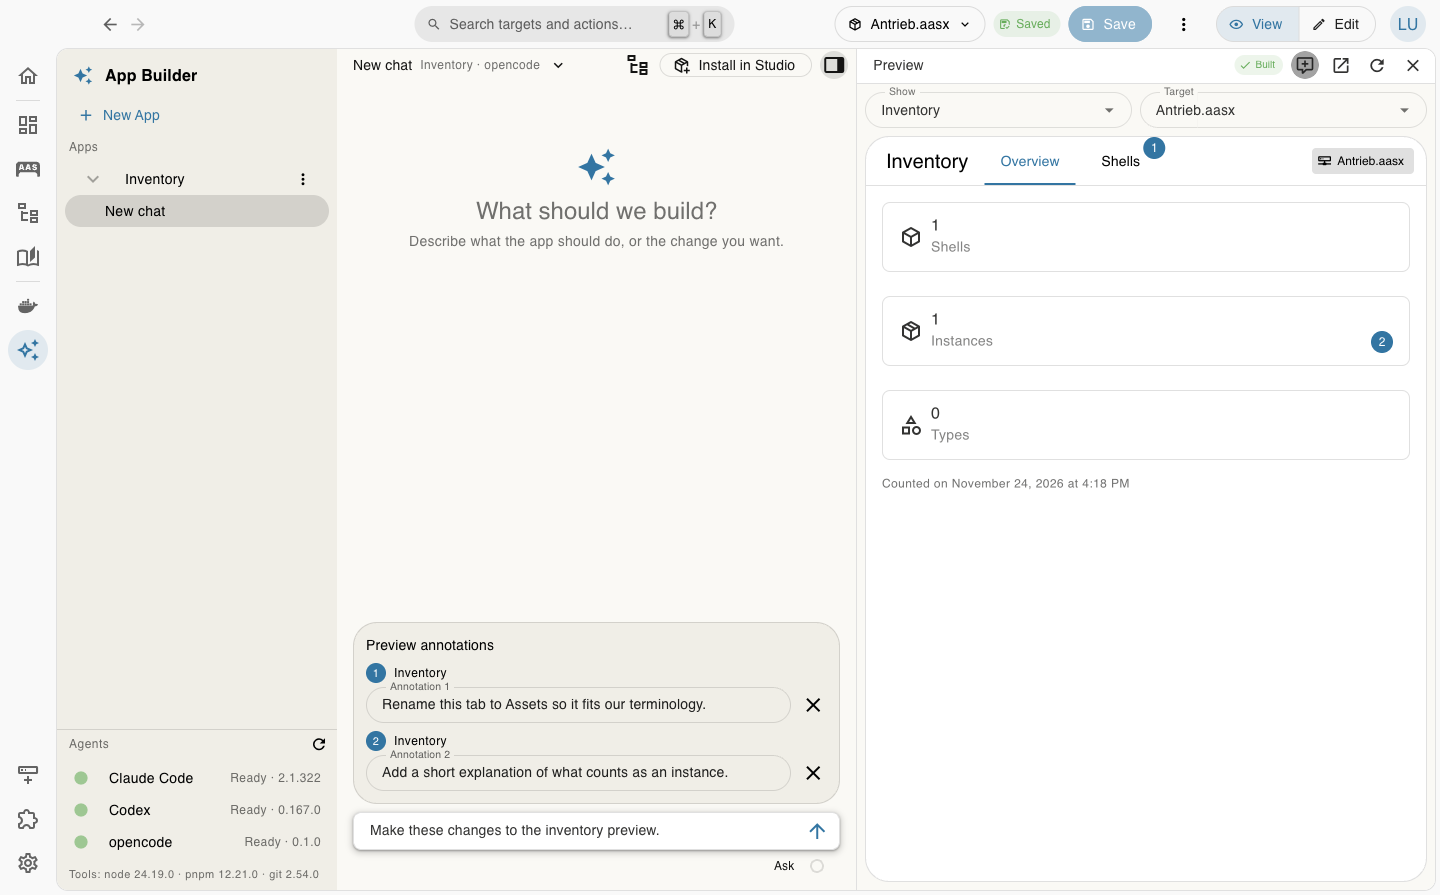 Search targets and actions…
⌘ + K
Antrieb.aasx
Saved
Save
View
Edit
LU
AAS
App Builder
New App
Apps
Inventory
New chat
Agents
Claude Code
Ready · 2.1.322
Codex
Ready · 0.167.0
opencode
Ready · 0.1.0
Tools: node 24.19.0 · pnpm 12.21.0 · git 2.54.0
New chat
Inventory · opencode
Install in Studio
What should we build?
Describe what the app should do, or the change you want.
Preview annotations
1
Inventory
Annotation 1
Rename this tab to Assets so it fits our terminology.
2
Inventory
Annotation 2
Add a short explanation of what counts as an instance.
Make these changes to the inventory preview.
Ask
Preview
Built
Show
Inventory
Target
Antrieb.aasx
Inventory
Overview
Shells
1
Antrieb.aasx
1
Shells
1
Instances
2
0
Types
Counted on November 24, 2026 at 4:18 PM